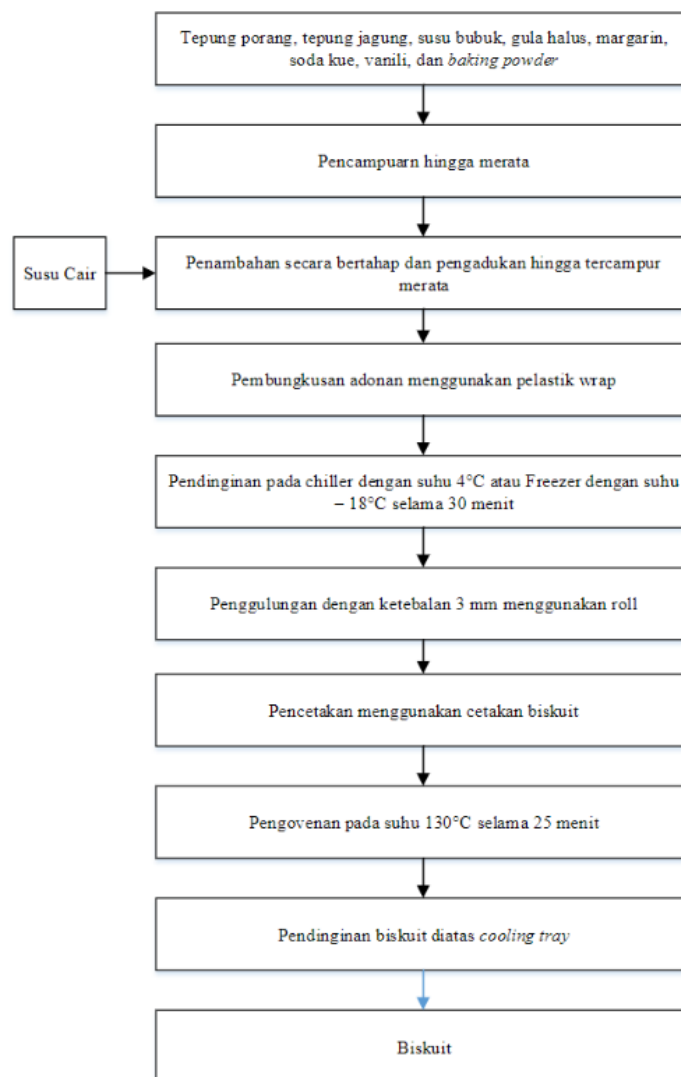 Tepung porang, tepung jagung, susu bubuk, gula halus, margarin,
soda kue, vanili, dan baking powder
Pencampuarn hingga merata
Susu Cair
Penambahan secara bertahap dan pengadukan hingga tercampur
merata
Pembungkusan adonan menggunakan pelastik wrap
Pendinginan pada chiller dengan suhu 4°C atau Freezer dengan suhu
– 18°C selama 30 menit
Penggulungan dengan ketebalan 3 mm menggunakan roll
Pencetakan menggunakan cetakan biskuit
Pengovenan pada suhu 130°C selama 25 menit
Pendinginan biskuit diatas cooling tray
Biskuit